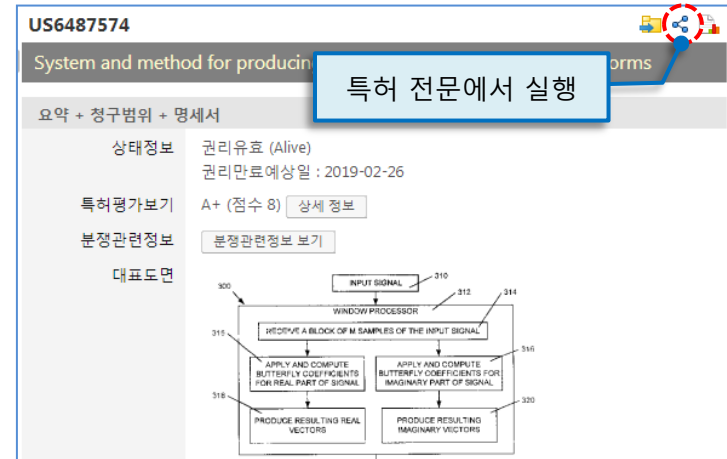 US6487574
System and method for producing orms
특허 전문에서 실행
요약 + 청구범위 + 명세서
상태정보 권리유효 (Alive)
권리만료예상일 : 2019-02-26
특허평가보기 A+ (점수 8) 상세 정보
분쟁관련정보 분쟁관련정보 보기
대표도면
300
INPUT SIGNAL 310
312 314
WINDOW PROCESSOR
RECEIVE A BLOCK OF M SAMPLES OF THE INPUT SIGNAL
315 316
APPLY AND COMPUTE
BUTTERFLY COEFFICIENTS
FOR REAL PART OF SIGNAL
APPLY AND COMPUTE
BUTTERFLY COEFFICIENTS FOR
IMAGINARY PART OF SIGNAL
318 320
PRODUCE RESULTING REAL
VECTORS
PRODUCE RESULTING
IMAGINARY VECTORS